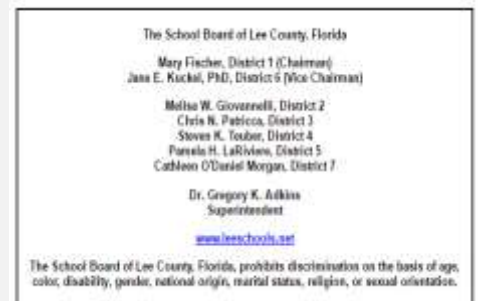 The School Board of Lee County, Florida
Mary Fischer, District 1 (Chairman)
Jane E. Kuckel, PhD, District 6 (Vice Chairman)
Melisa W. Giovannelli, District 2
Chris N. Patricca, District 3
Steven K. Teuber, District 4
Pamela H. LaRiviere, District 5
Cathleen O'Daniel Morgan, District 7
Dr. Gregory K. Adkins
Superintendent
www.leeschools.net
The School Board of Lee County, Florida, prohibits discrimination on the basis of age,
color, disability, gender, national origin, marital status, religion, or sexual orientation.